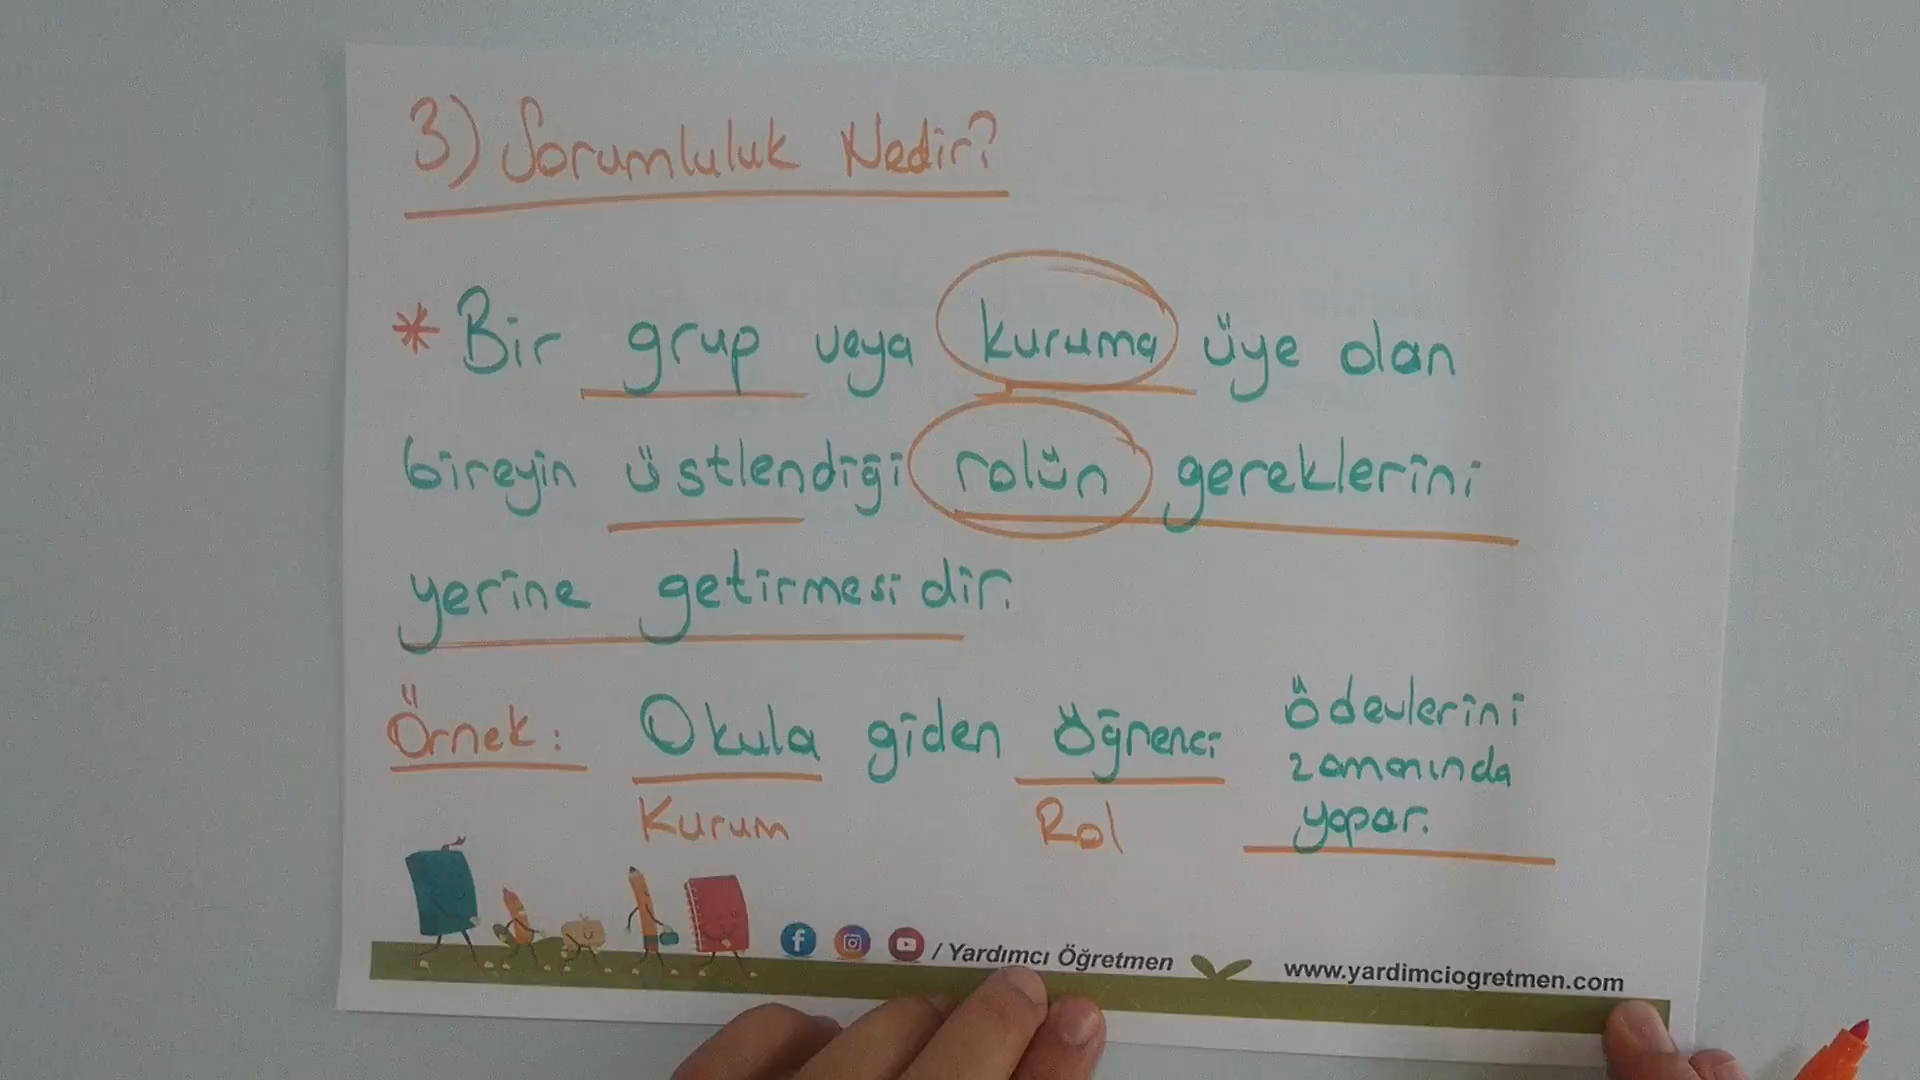 3) Sorumluluk Nedir?
* Bir grup veya kuruma üye olan
bireyin üstlendiği rolün gereklerini
yerine getirmesidir.
Örnek: Okula giden öğrenci ödevlerini
zamanında
yapar.
Kurum Rol
/ Yardımcı Öğretmen www.yardimciogretmen.com